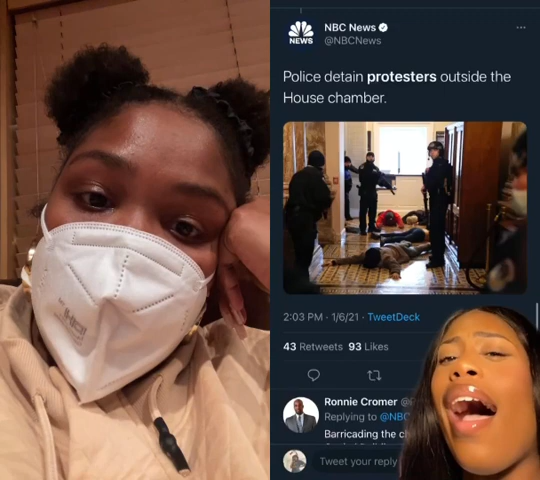 NBC News
@NBCNews
NEWS
Police detain protesters outside the
House chamber.
2:03 PM · 1/6/21 · TweetDeck
43 Retweets 93 Likes
Ronnie Cromer
Replying to @NBC
Barricading the
Tweet your reply